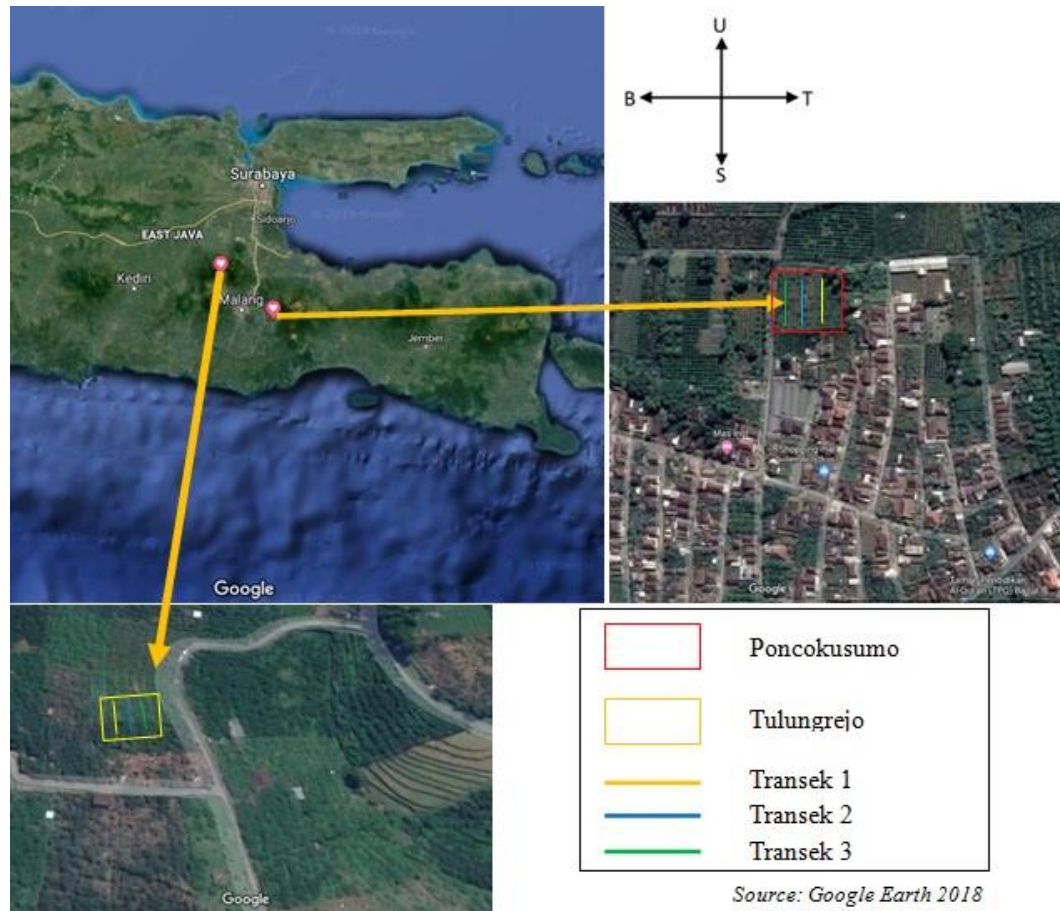 Surabaya
Sidoarjo
EAST JAVA
Kediri
Malang
Jember
Google
U
B
T
S
Google
Google
Poncokusumo
Tulungrejo
Transek 1
Transek 2
Transek 3
Source: Google Earth 2018